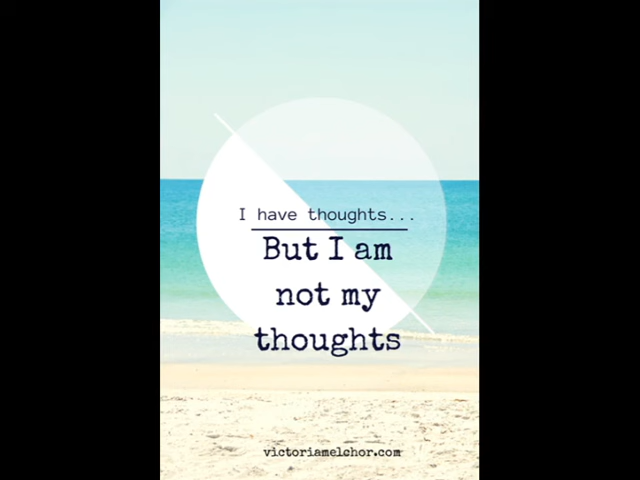 I have thoughts...
But I am
not my
thoughts
victoriamelchor.com